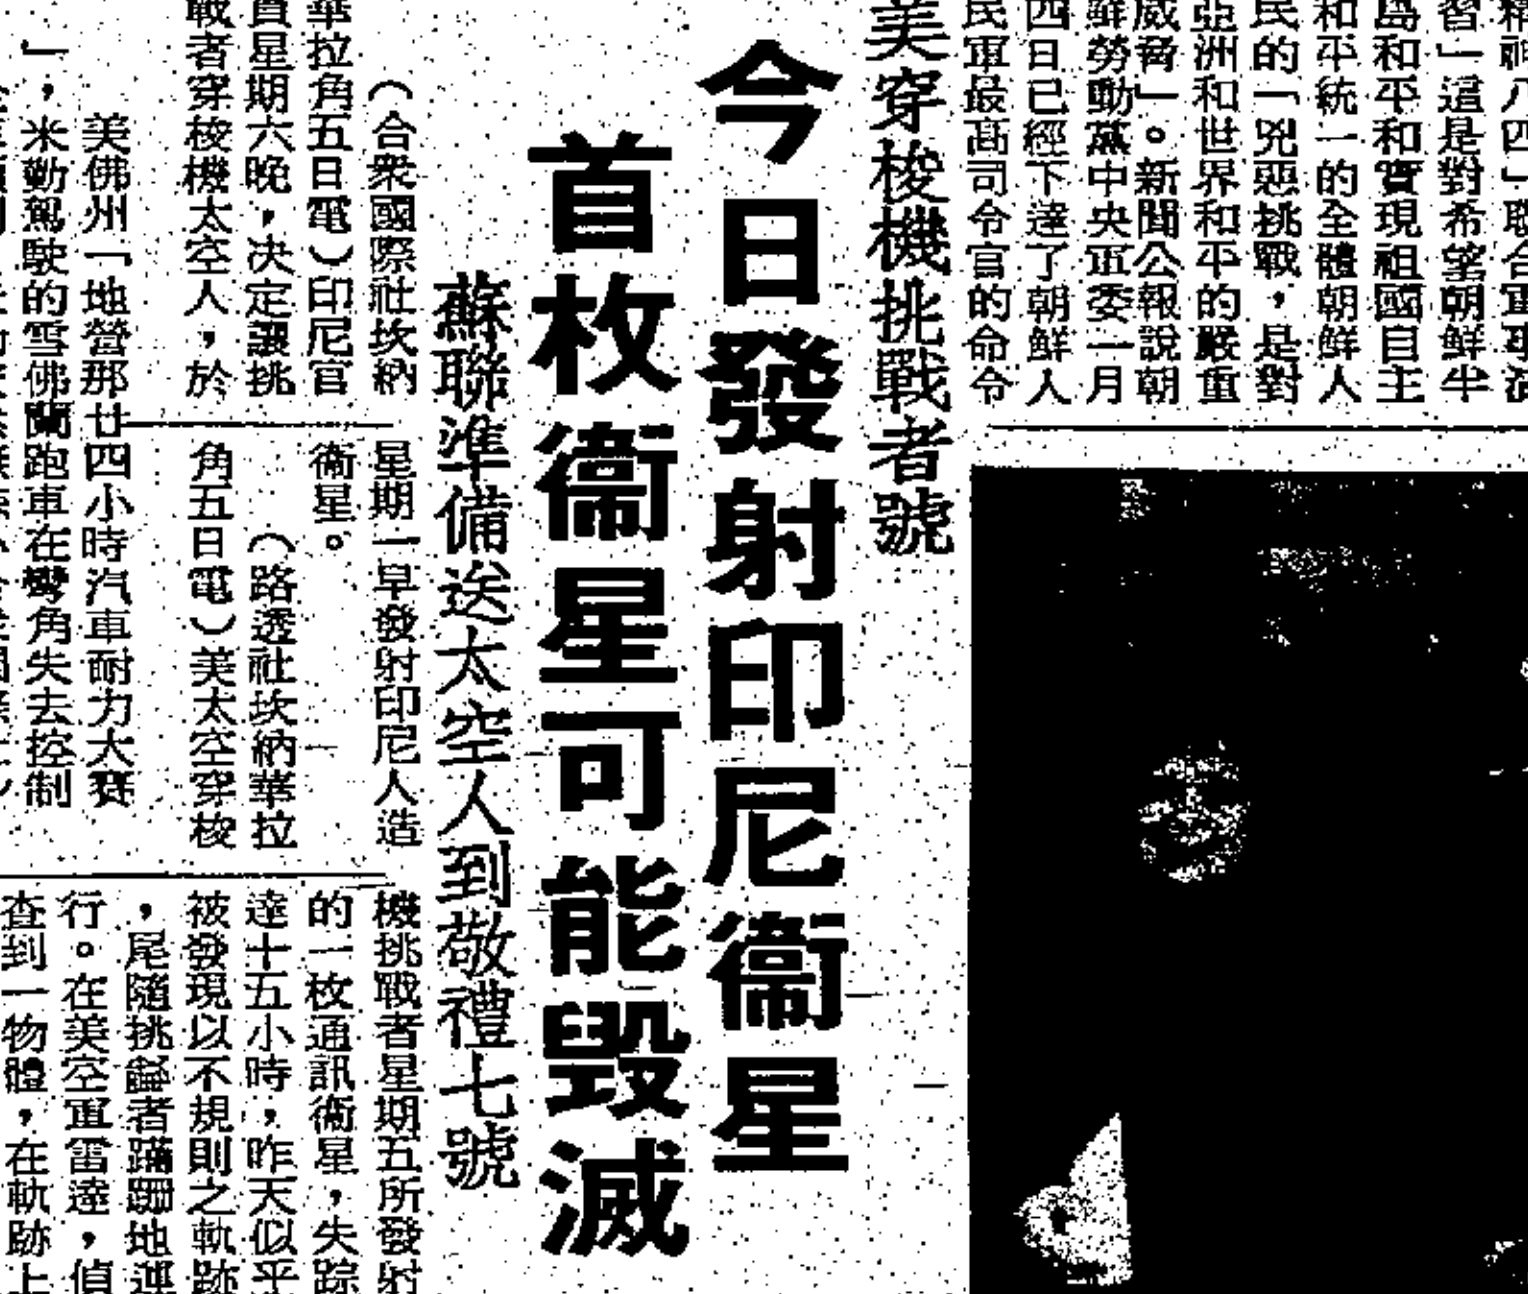 精神八四」聯合軍事演
習」這是對希望朝鮮半
島和平和實現祖國自主
和平統一的全體朝鮮人
民的一兇惡挑戰，是對
亞洲和世界和平的嚴重
威脅」。新聞公報說朝
鮮勞動黨中央軍委一月
四日已經下達了朝鮮人
民軍最高司令官的命令
美穿梭機挑戰者號
今日發射印尼衞星
首枚衞星可能毀滅
蘇聯準備送太空人到敬禮七號
（合衆國際社坎納
華拉角五日電）印尼官
員星期六晚，决定讓挑
戰者穿梭機太空人，於
星期一早發射印尼人造
衞星。
（路透社坎納華拉
角五日電）美太空穿梭
機挑戰者星期五所發射
的一枚通訊衞星，失踪
達十五小時，昨天似乎
被發現以不規則之軌跡
，尾隨挑戰者蹣跚地運
行。在美空軍雷達，偵
查到一物體，在軌跡上
美佛州「地營那廿四小時汽車耐力大賽
」，米勤駕駛的雪佛蘭跑車在彎角失去控制